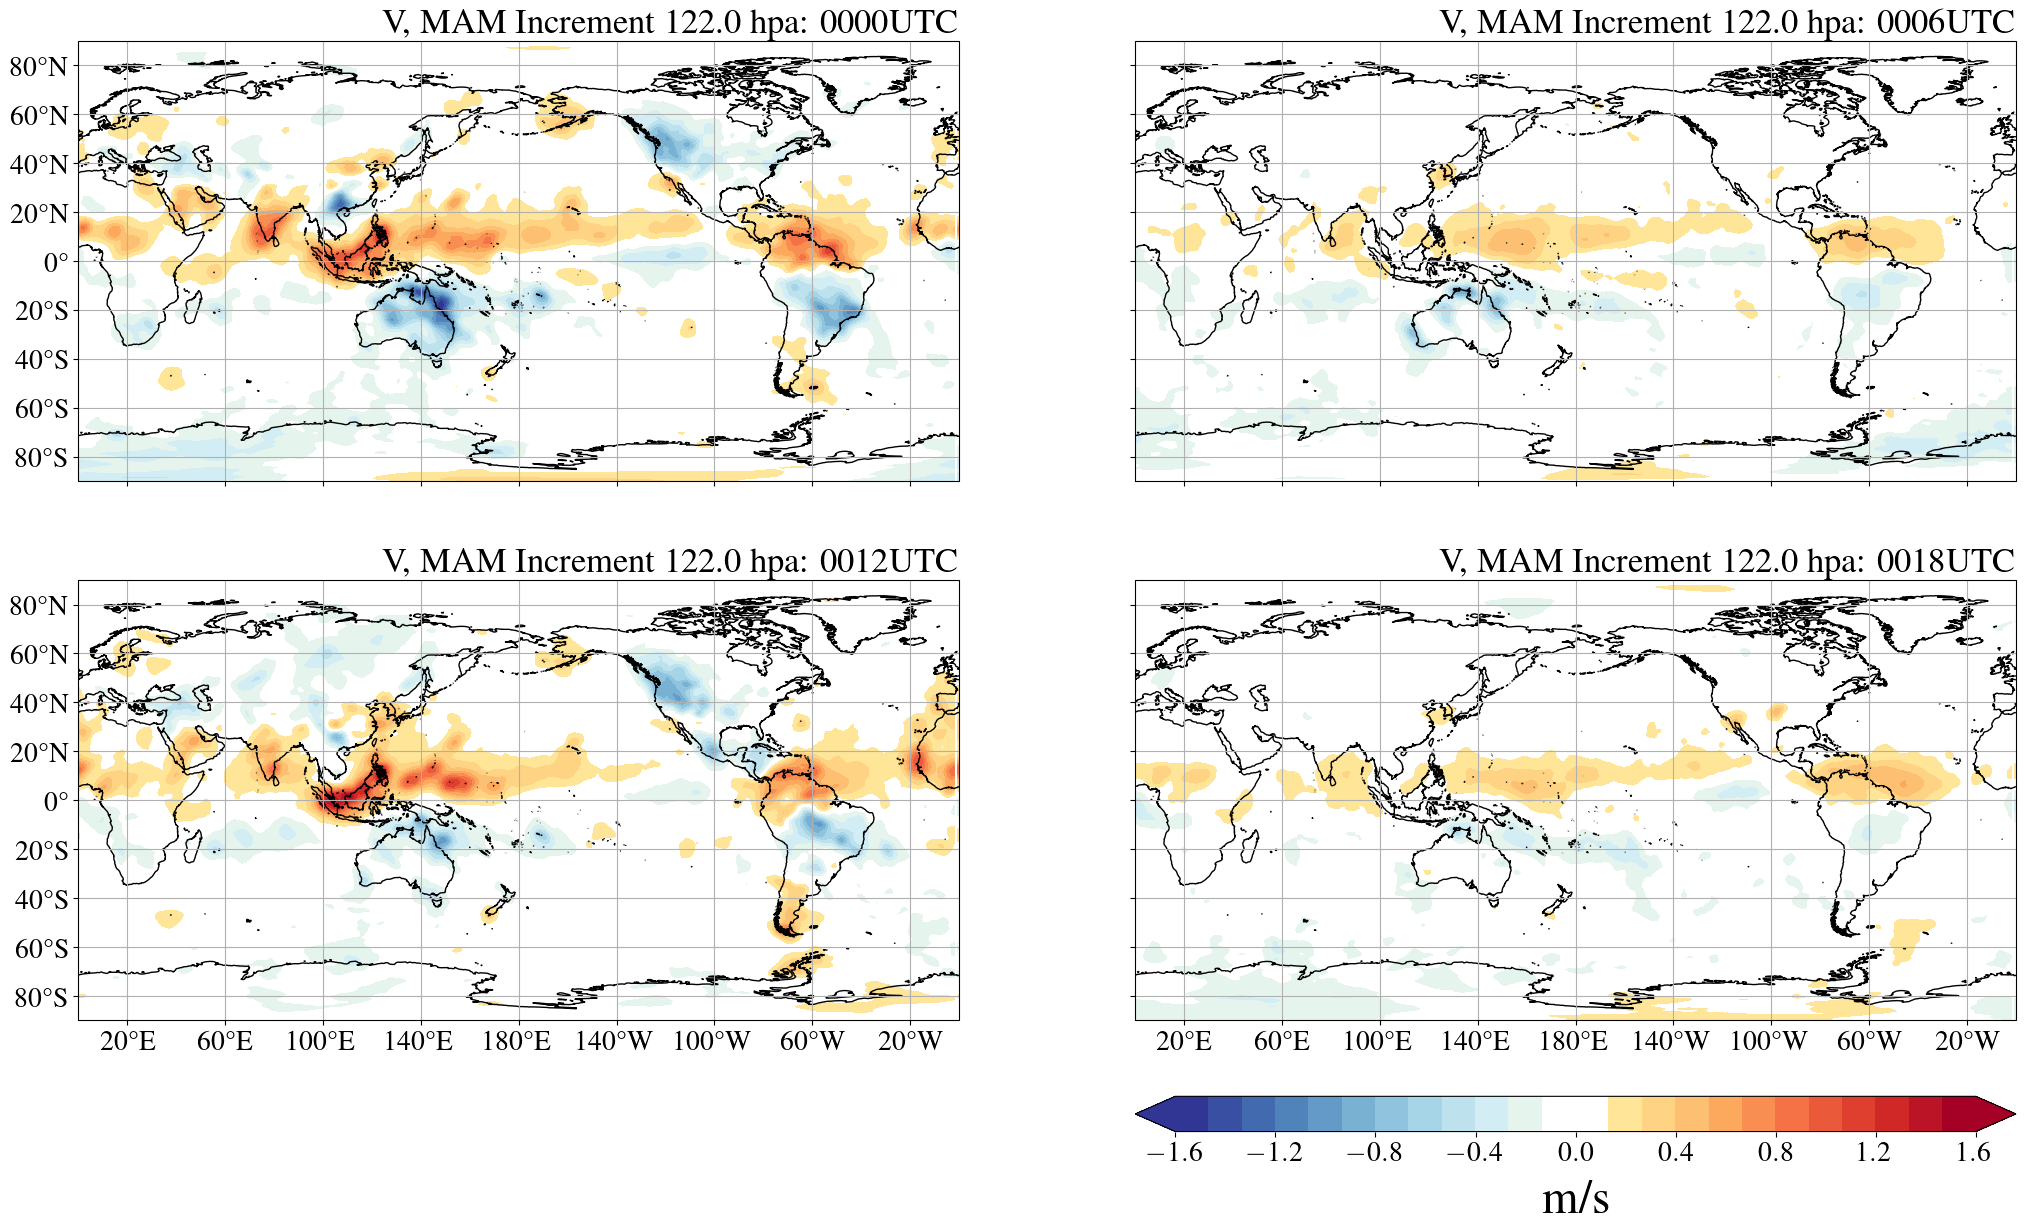 V, MAM Increment 122.0 hpa: 0000UTC
V, MAM Increment 122.0 hpa: 0006UTC
80°N
60°N
40°N
20°N
0°
20°S
40°S
60°S
80°S
V, MAM Increment 122.0 hpa: 0012UTC
V, MAM Increment 122.0 hpa: 0018UTC
80°N
60°N
40°N
20°N
0°
20°S
40°S
60°S
80°S
20°E 60°E 100°E 140°E 180°E 140°W 100°W 60°W 20°W
20°E 60°E 100°E 140°E 180°E 140°W 100°W 60°W 20°W
−1.6 −1.2 −0.8 −0.4 0.0 0.4 0.8 1.2 1.6
m/s